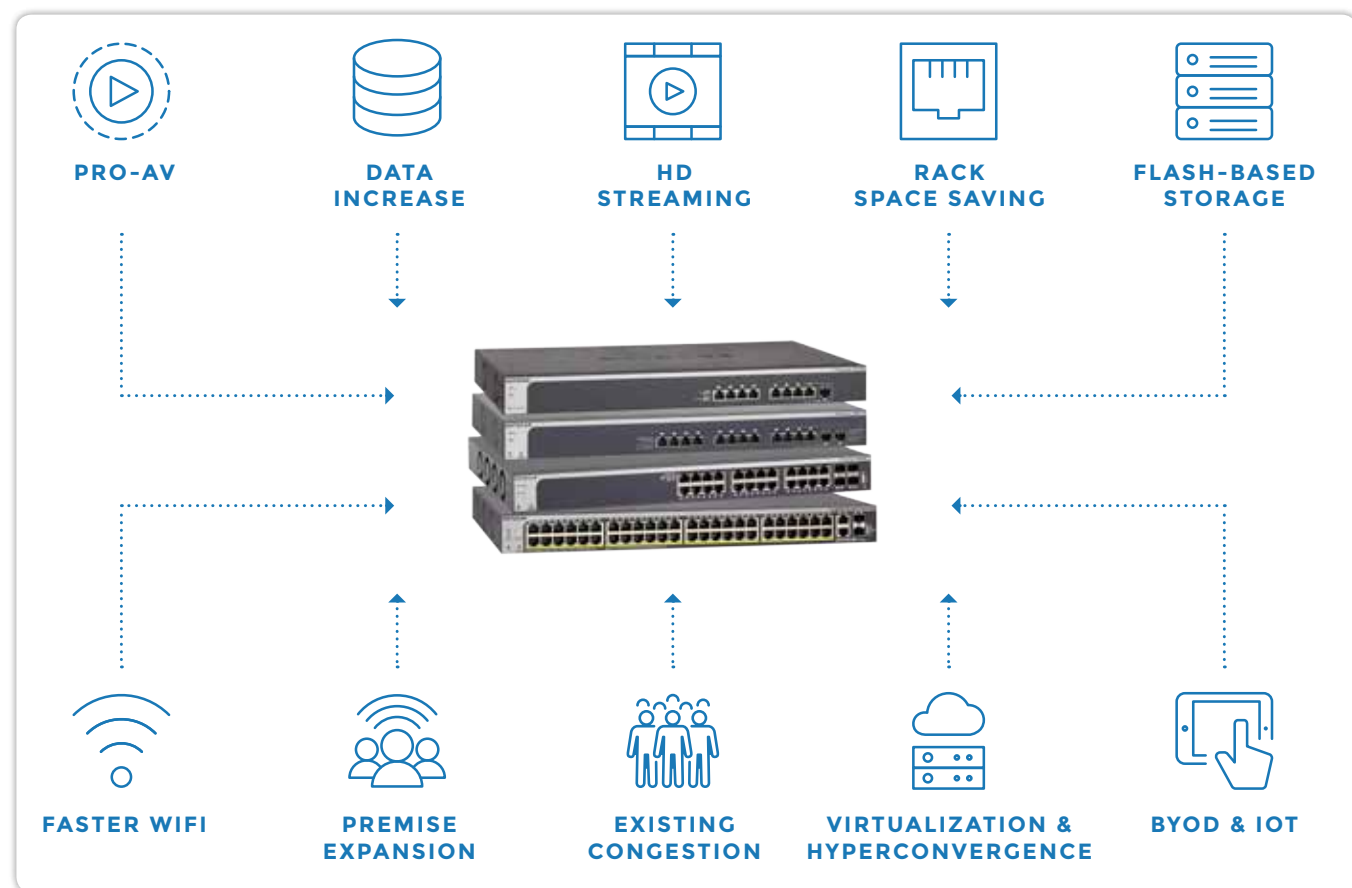 PRO-AV
DATA
INCREASE
HD
STREAMING
RACK
SPACE SAVING
FLASH-BASED
STORAGE
FASTER WIFI
PREMISE
EXPANSION
EXISTING
CONGESTION
VIRTUALIZATION &
HYPERCONVERGENCE
BYOD & IOT